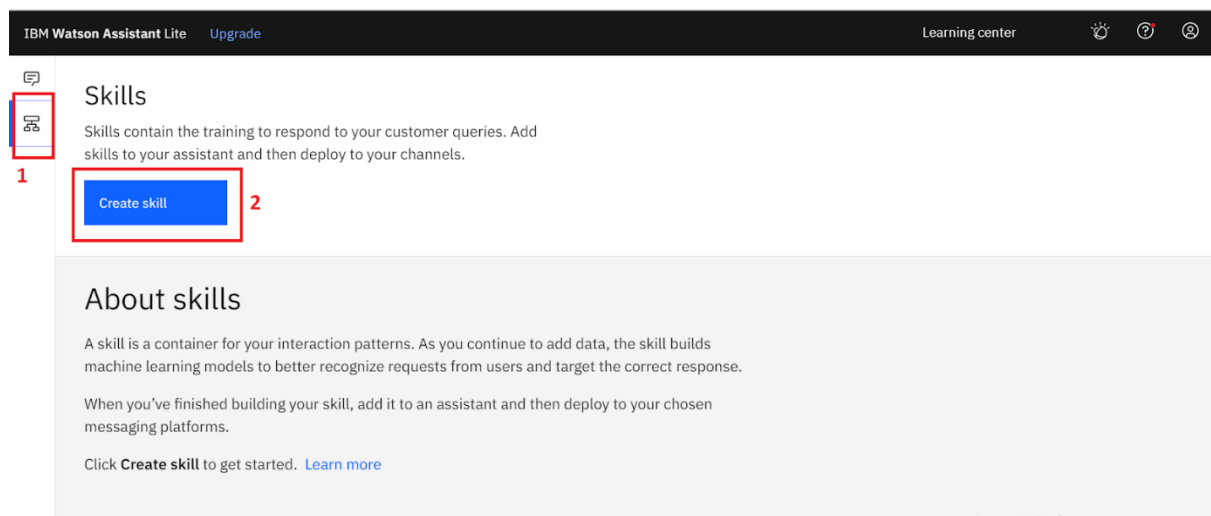 IBM Watson Assistant Lite Upgrade Learning center
Skills
Skills contain the training to respond to your customer queries. Add
skills to your assistant and then deploy to your channels.
1
Create skill 2
About skills
A skill is a container for your interaction patterns. As you continue to add data, the skill builds
machine learning models to better recognize requests from users and target the correct response.
When you’ve finished building your skill, add it to an assistant and then deploy to your chosen
messaging platforms.
Click Create skill to get started. Learn more